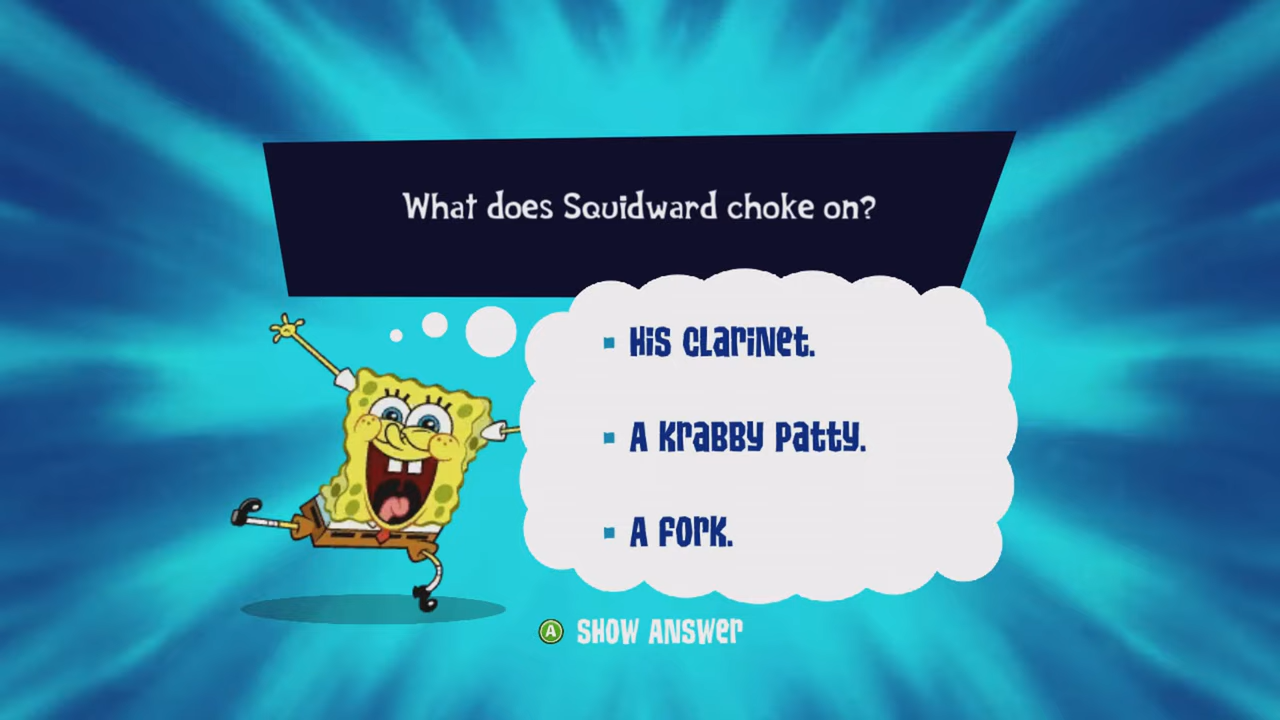 What does Squidward choke on?
His clarinet.
A Krabby Patty.
A fork.
A SHOW ANSWER